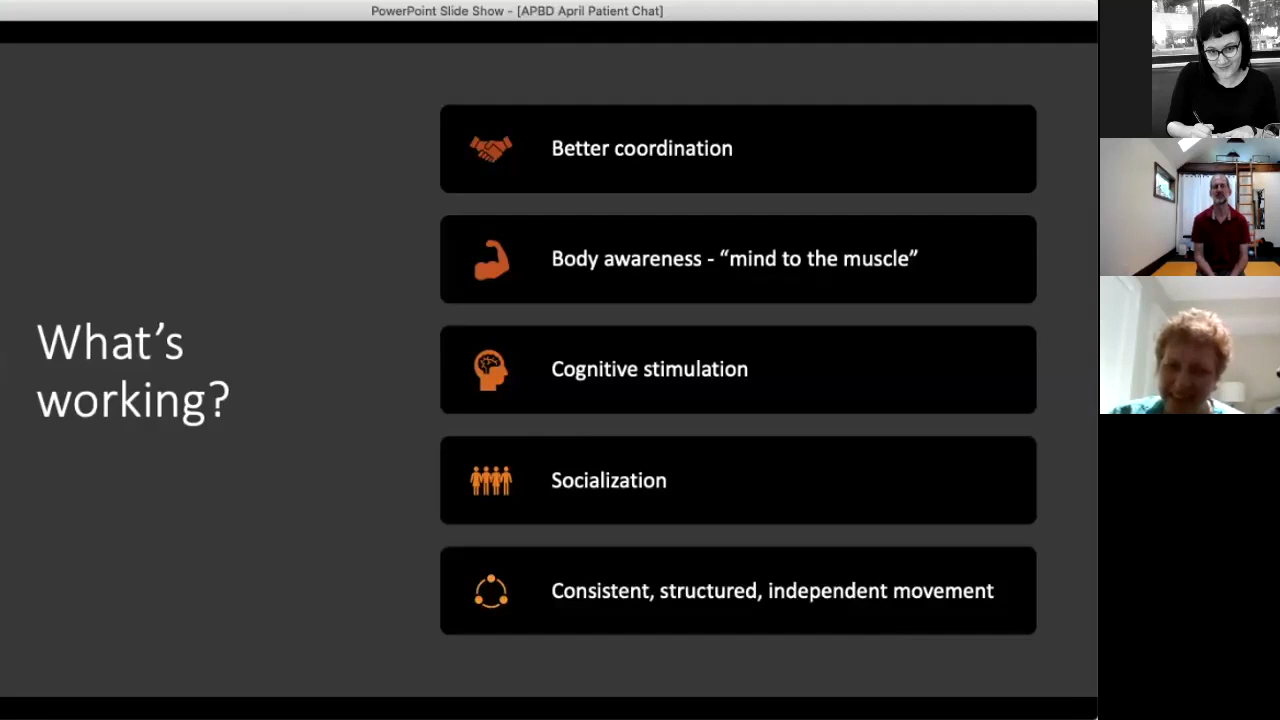 PowerPoint Slide Show - [APBD April Patient Chat]
What’s
working?
Better coordination
Body awareness - “mind to the muscle”
Cognitive stimulation
Socialization
Consistent, structured, independent movement